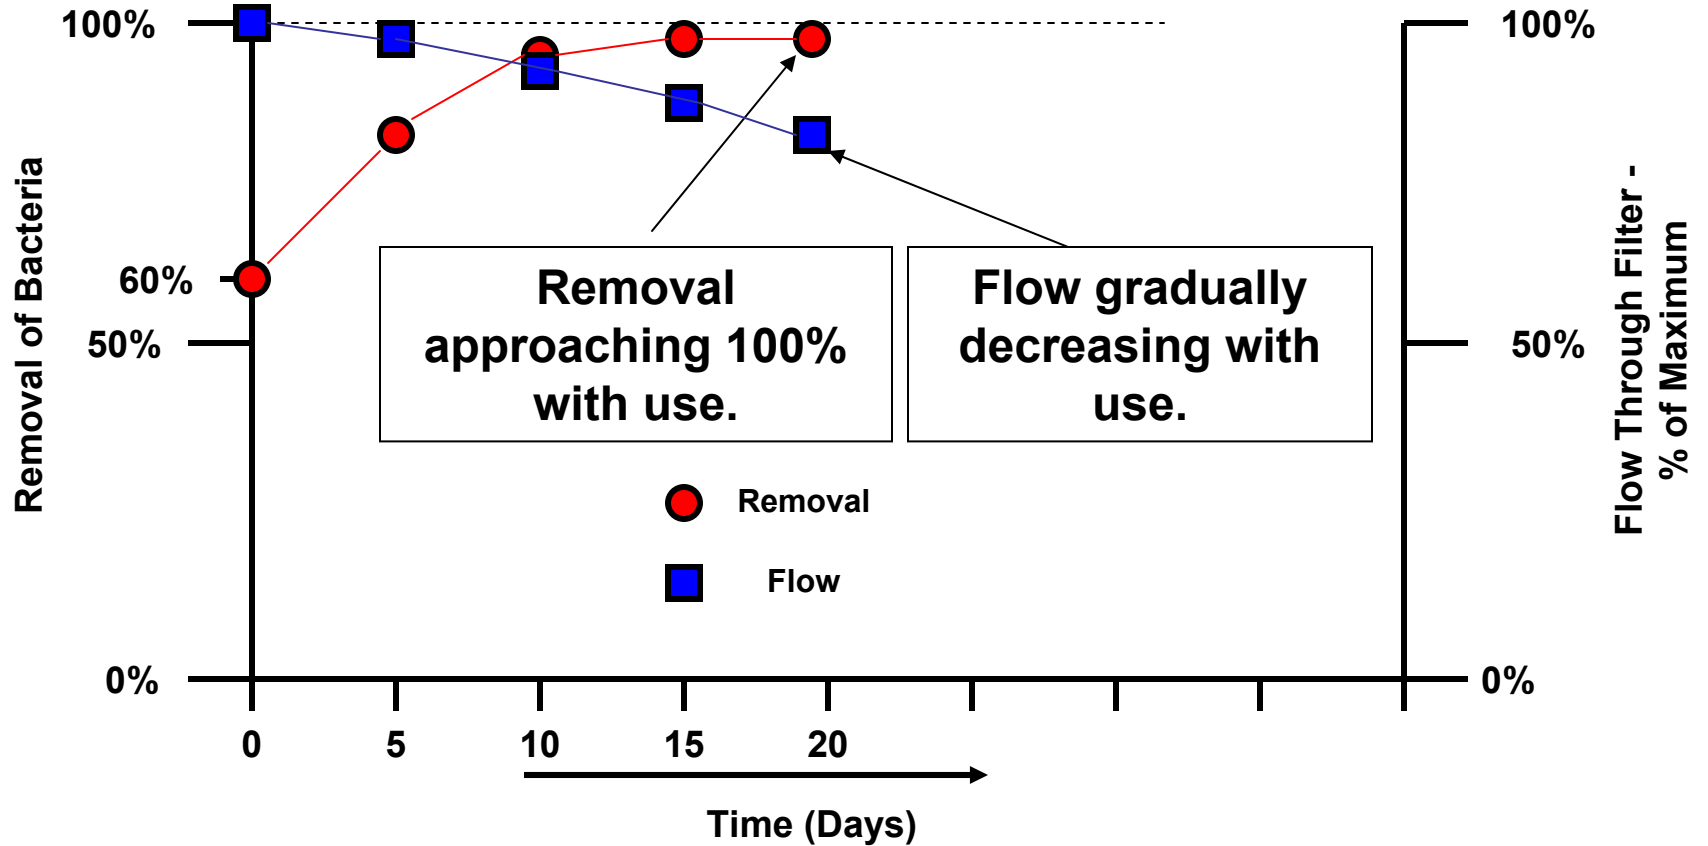 100%
60%
50%
0%
Removal of Bacteria
Removal
approaching 100%
with use.
Flow gradually
decreasing with
use.
Removal
Flow
100%
50%
0%
Flow Through Filter -
% of Maximum
0 5 10 15 20
Time (Days)